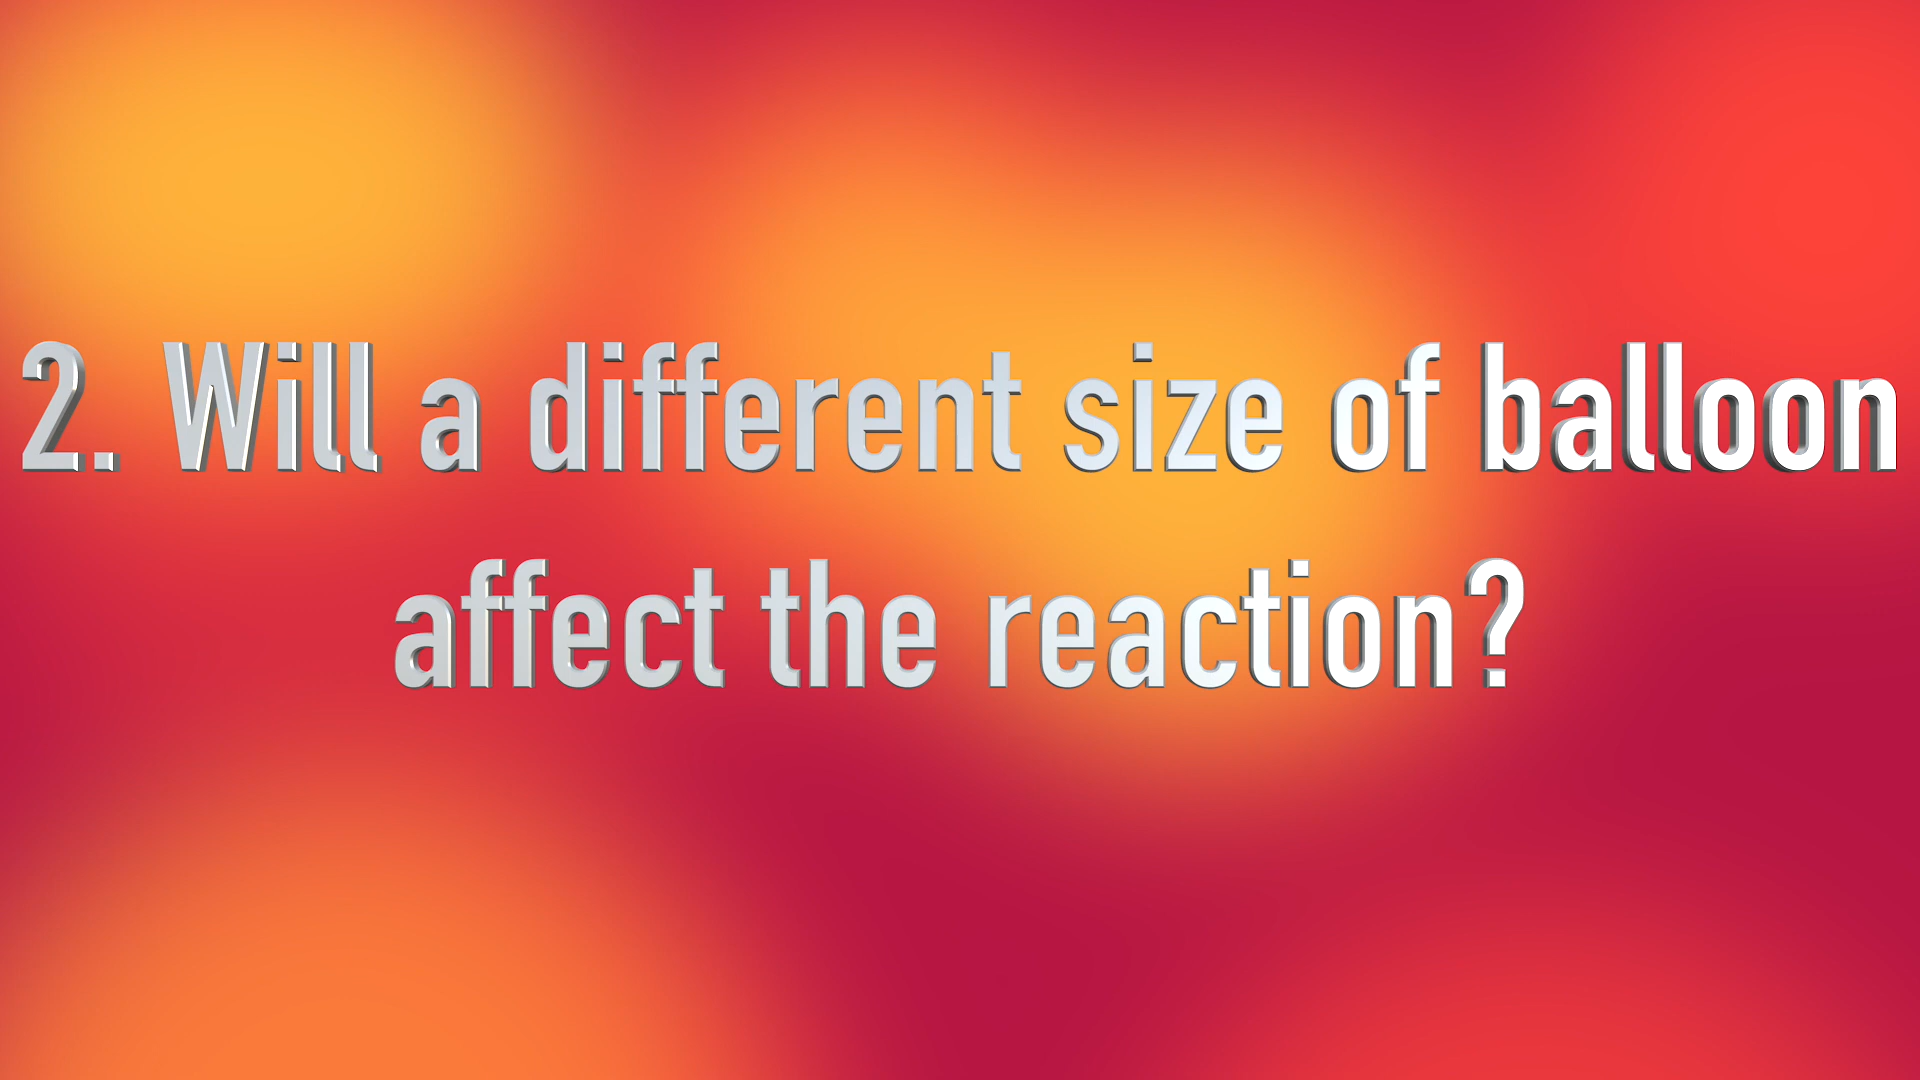 2. Will a different size of balloon
affect the reaction?